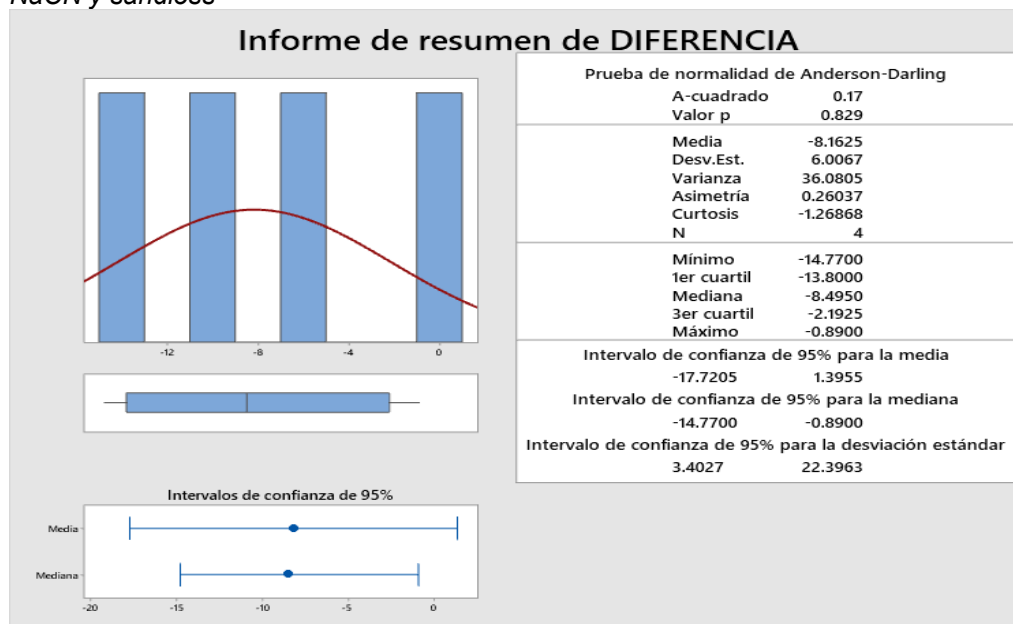 NaCN y sandioss
Informe de resumen de DIFERENCIA
Prueba de normalidad de Anderson-Darling
A-cuadrado 0.17
Valor p 0.829
Media -8.1625
Desv.Est. 6.0067
Varianza 36.0805
Asimetría 0.26037
Curtosis -1.26868
N 4
Mínimo -14.7700
1er cuartil -13.8000
Mediana -8.4950
3er cuartil -2.1925
Máximo -0.8900
Intervalo de confianza de 95% para la media
-17.7205 1.3955
Intervalo de confianza de 95% para la mediana
-14.7700 -0.8900
Intervalo de confianza de 95% para la desviación estándar
3.4027 22.3963
-12 -8 -4 0
Intervalos de confianza de 95%
Media
Mediana
-20 -15 -10 -5 0